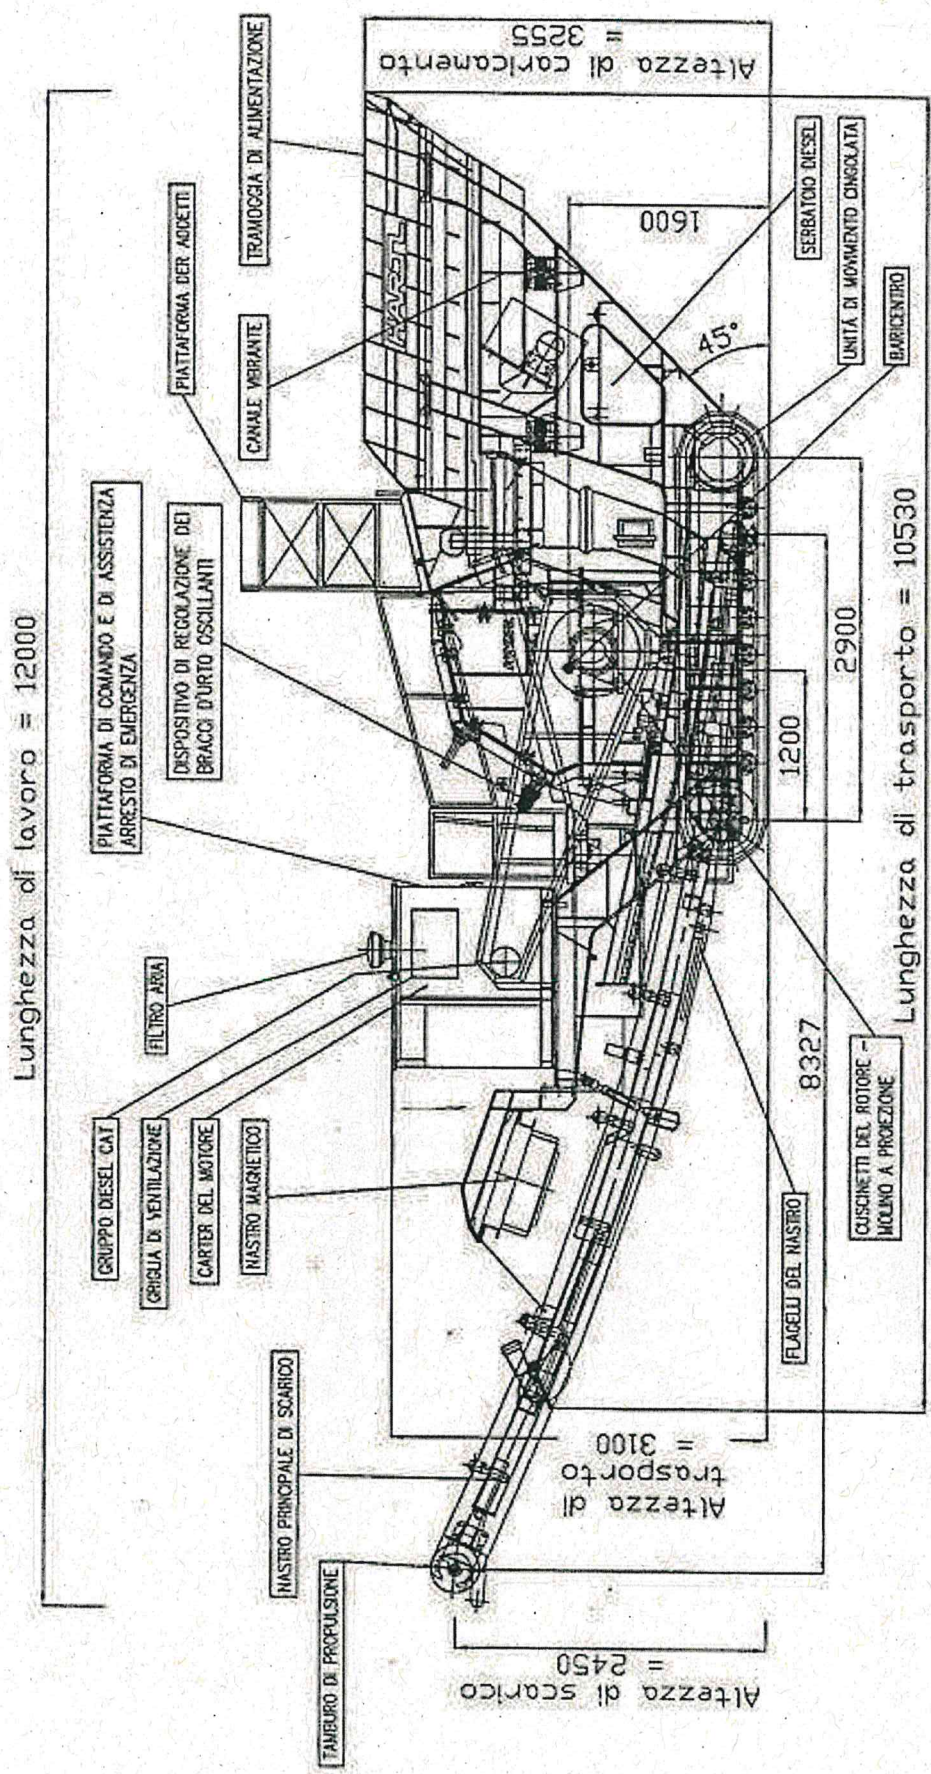 Lunghezza di lavoro = 12000
TAMBURO DI PROPULSIONE
NASTRO PRINCIPALE DI SCARICO
GRUPPO DIESEL CAT
GRIGLIA DI VENTILAZIONE
CARTER DEL MOTORE
NASTRO MAGNETICO
FILTRO ARIA
PIATTAFORMA DI COMANDO E DI ASSISTENZA
ARRESTO DI EMERGENZA
DISPOSITIVO DI REGOLAZIONE DEI
BRACCI D'URTO OSCILLANTI
PIATTAFORMA PER ADDETTI
CANALE VIBRANTE
TRAMOGGIA DI ALIMENTAZIONE
Altezza di caricamento
= 3255
1600
45°
SERBATOIO DIESEL
UNITÁ DI MOVIMENTO CINGOLATA
BARICENTRO
Altezza di scarico
= 2450
Altezza di
trasporto
= 3100
1200
2900
8327
FLAGELLI DEL NASTRO
CUSCINETTI DEL ROTORE -
MOLINO A PROIEZIONE
Lunghezza di trasporto = 10530